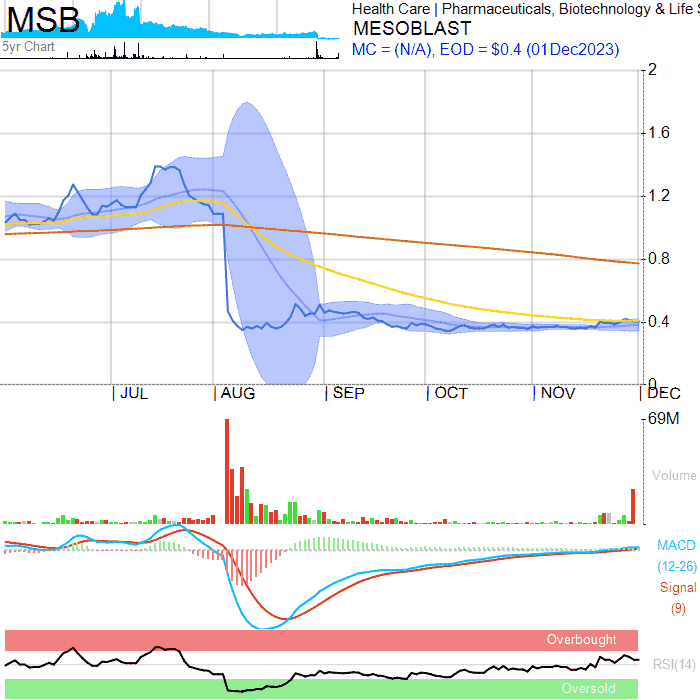 MSB
5yr Chart
Health Care | Pharmaceuticals, Biotechnology & Life S
MESOBLAST
MC = (N/A), EOD = $0.4 (01Dec2023)
2
1.6
1.2
0.8
0.4
0
JUL
AUG
SEP
OCT
NOV
DEC
69M
Volume
MACD
(12-26)
Signal
(9)
Overbought
RSI(14)
Oversold